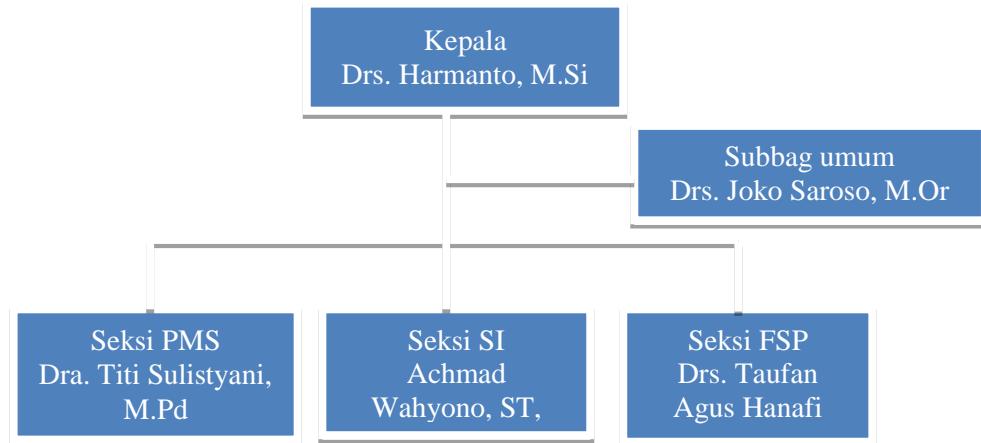 Kepala
Drs. Harmanto, M.Si
Subbag umum
Drs. Joko Saroso, M.Or
Seksi PMS
Dra. Titi Sulistyani,
M.Pd
Seksi SI
Achmad
Wahyono, ST,
Seksi FSP
Drs. Taufan
Agus Hanafi